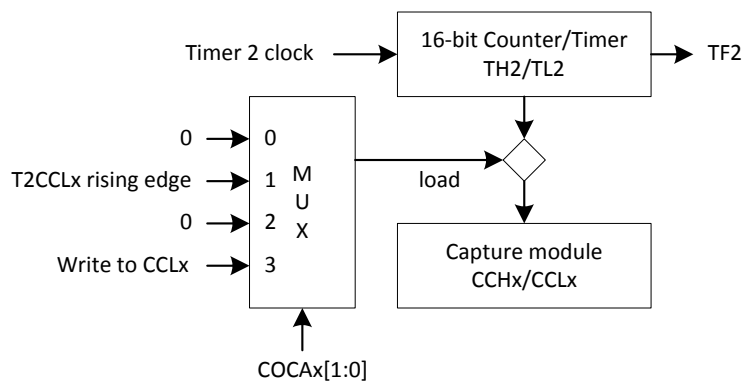 Timer 2 clock
16-bit Counter/Timer
TH2/TL2
TF2
0
0
T2CCLx rising edge
1
M
U
X
load
0
2
Write to CCLx
3
Capture module
CCHx/CCLx
COCAx[1:0]